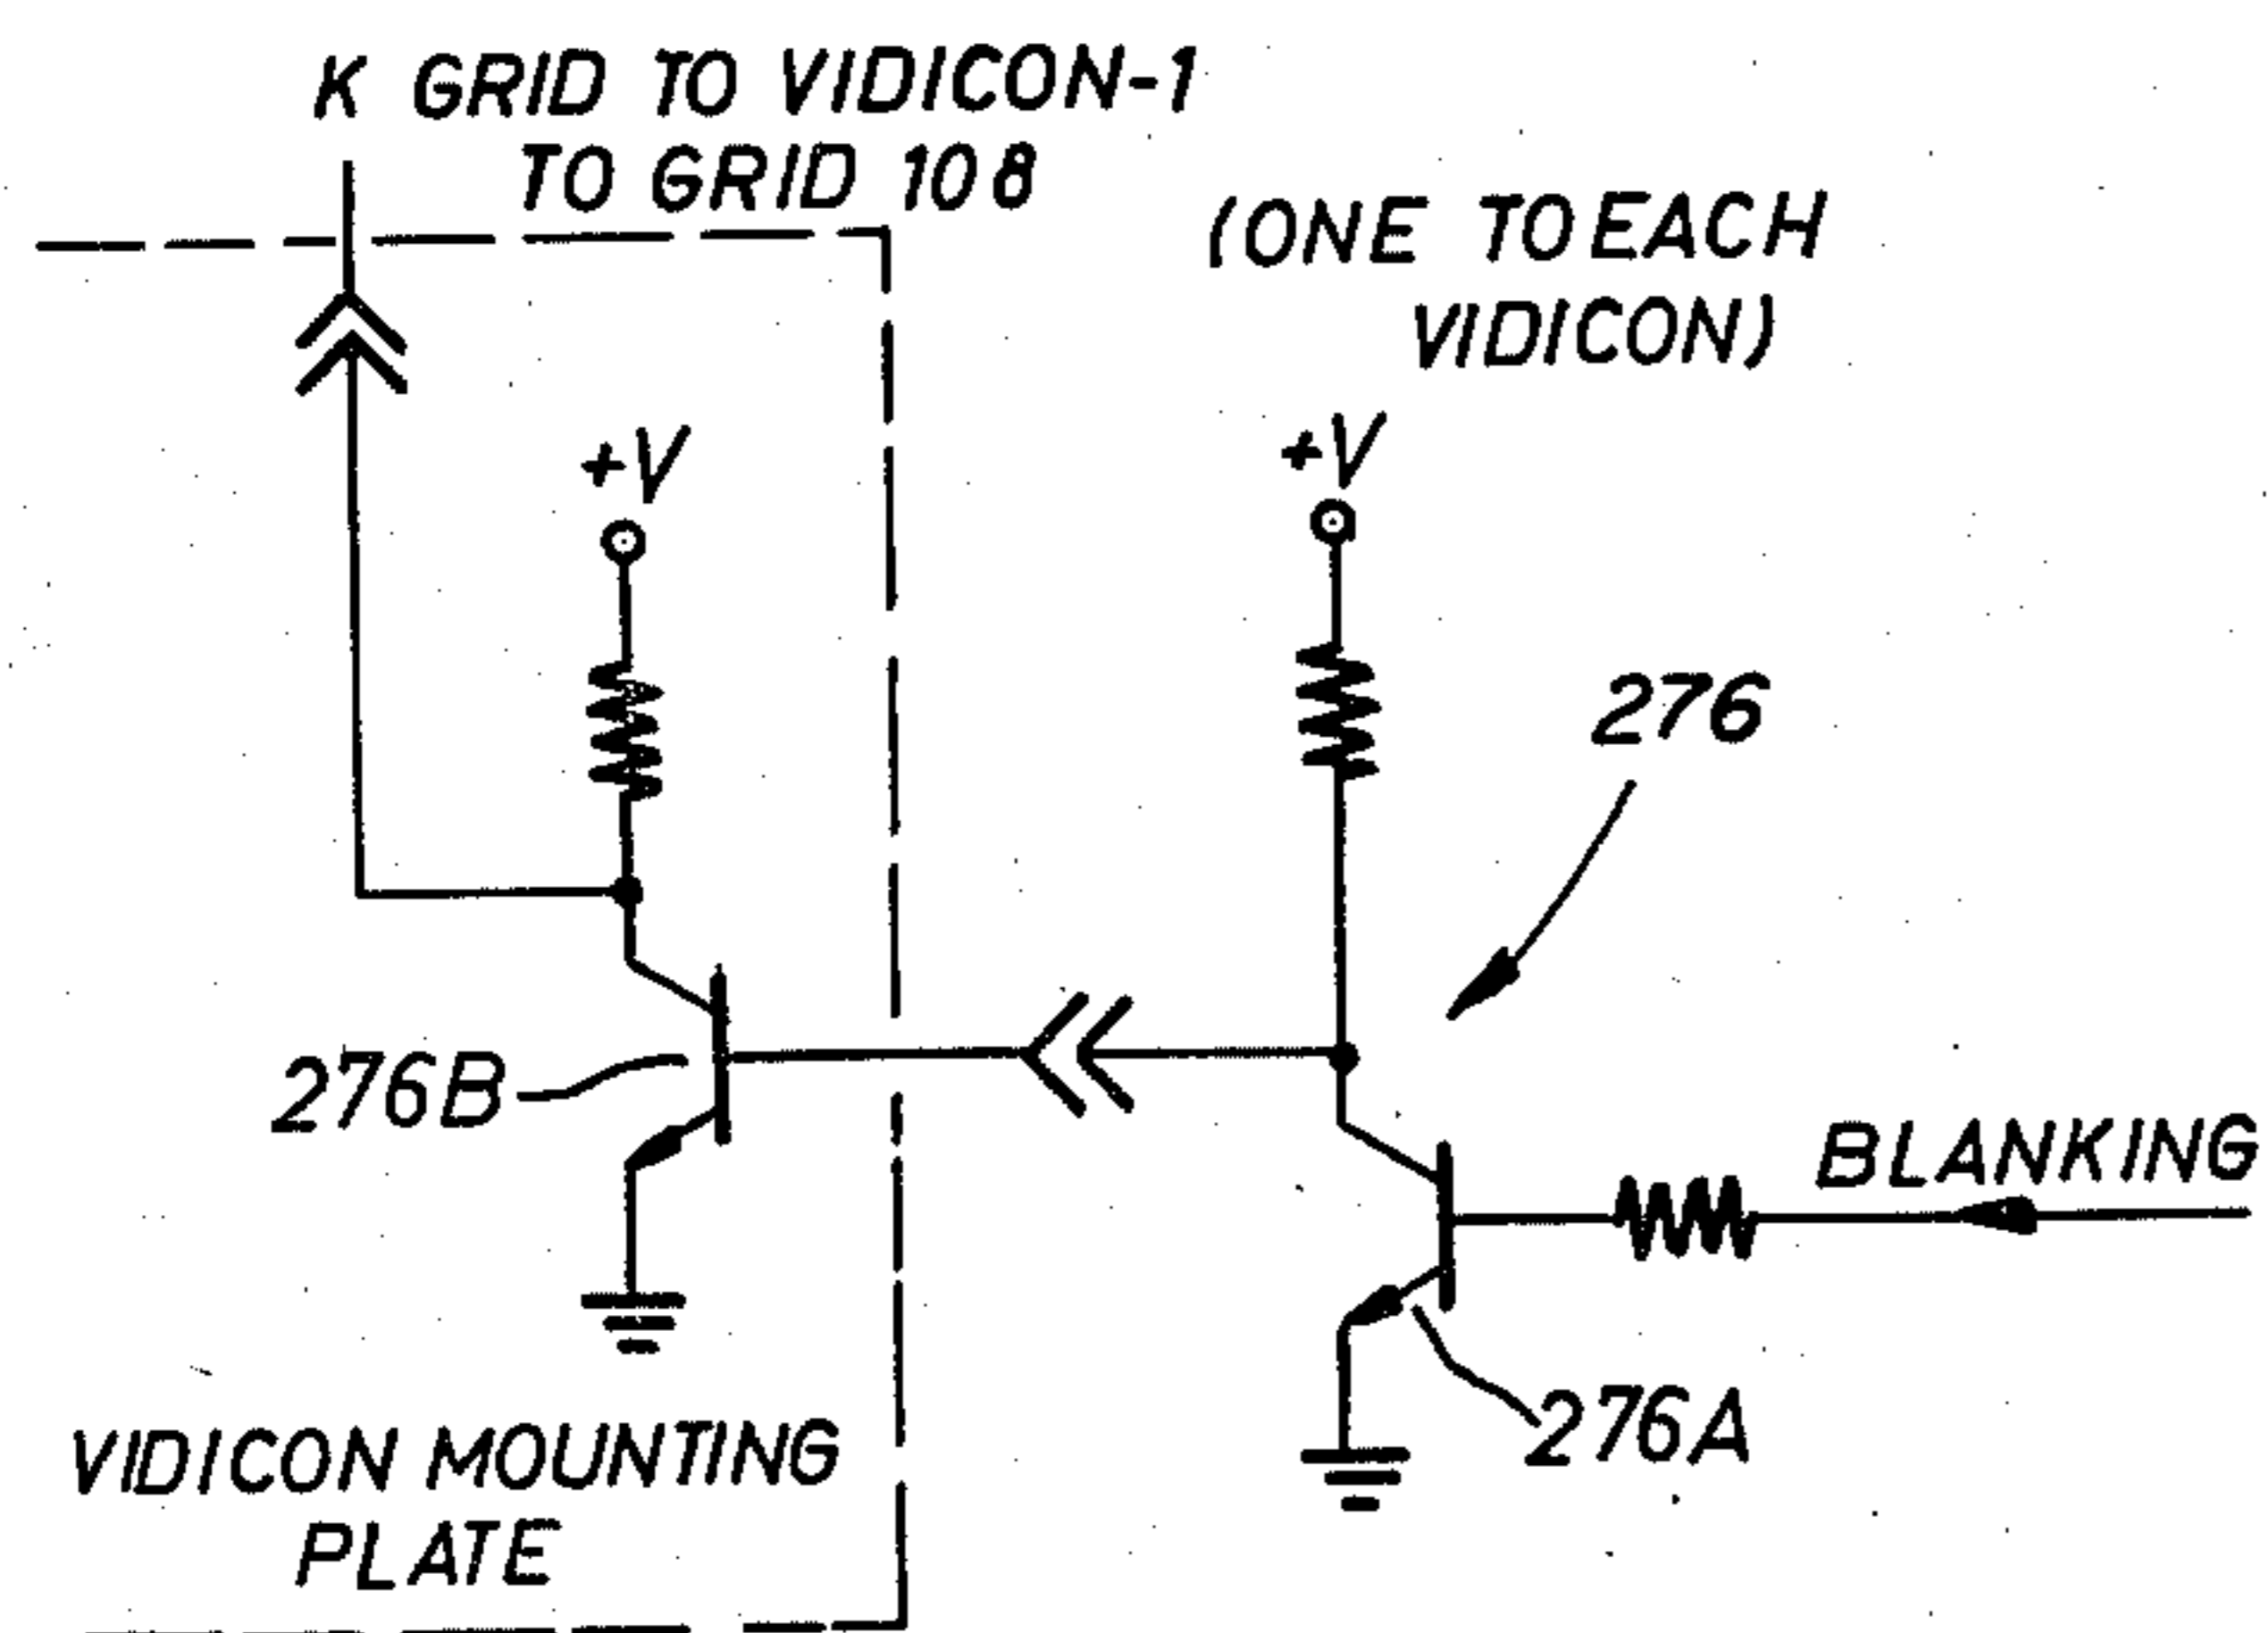 K GRID TO VIDICON-1
TO GRID 108
(ONE TO EACH
VIDICON)
+V
+V
276
276B
BLANKING
276A
VIDICON MOUNTING
PLATE